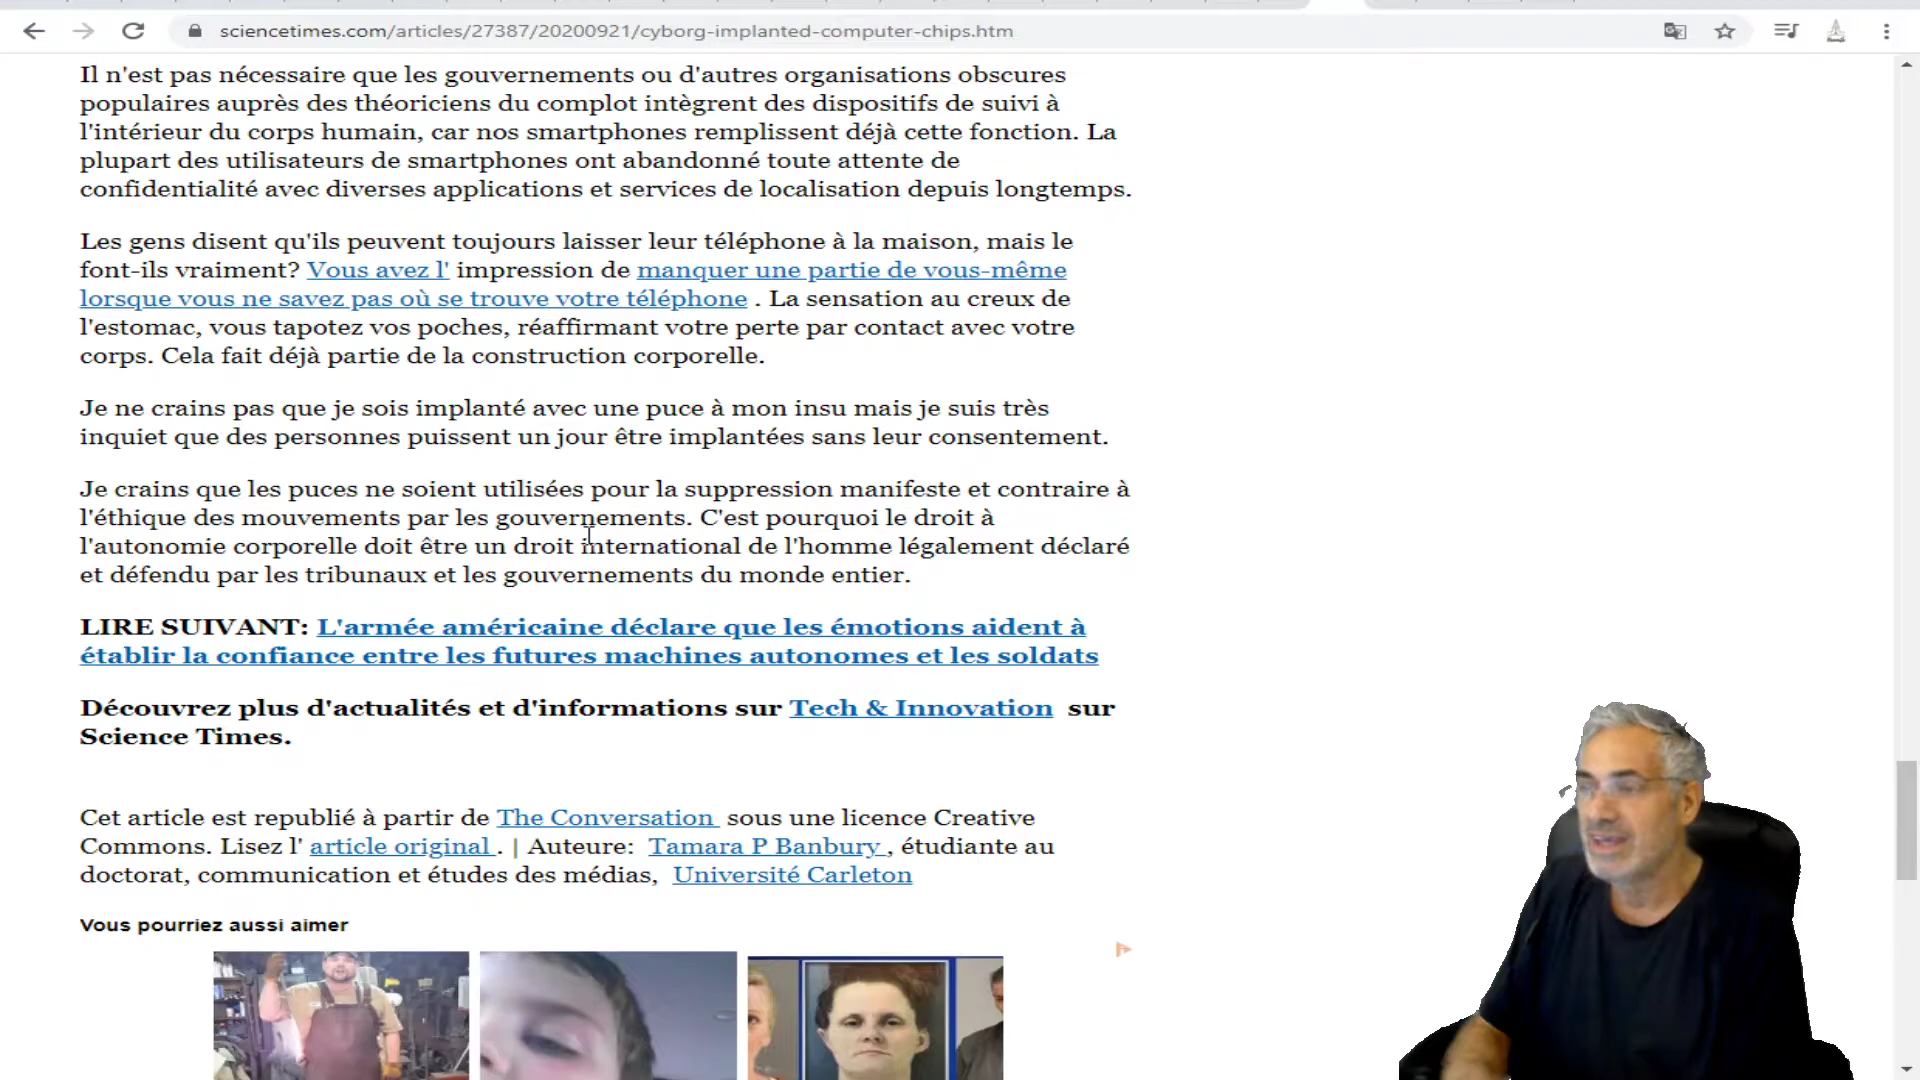 sciencetimes.com/articles/27387/20200921/cyborg-implanted-computer-chips.htm
Il n'est pas nécessaire que les gouvernements ou d'autres organisations obscures
populaires auprès des théoriciens du complot intègrent des dispositifs de suivi à
l'intérieur du corps humain, car nos smartphones remplissent déjà cette fonction. La
plupart des utilisateurs de smartphones ont abandonné toute attente de
confidentialité avec diverses applications et services de localisation depuis longtemps.
Les gens disent qu'ils peuvent toujours laisser leur téléphone à la maison, mais le
font-ils vraiment? Vous avez l' impression de manquer une partie de vous-même
lorsque vous ne savez pas où se trouve votre téléphone . La sensation au creux de
l'estomac, vous tapotez vos poches, réaffirmant votre perte par contact avec votre
corps. Cela fait déjà partie de la construction corporelle.
Je ne crains pas que je sois implanté avec une puce à mon insu mais je suis très
inquiet que des personnes puissent un jour être implantées sans leur consentement.
Je crains que les puces ne soient utilisées pour la suppression manifeste et contraire à
l'éthique des mouvements par les gouvernements. C'est pourquoi le droit à
l'autonomie corporelle doit être un droit international de l'homme légalement déclaré
et défendu par les tribunaux et les gouvernements du monde entier.
LIRE SUIVANT: L'armée américaine déclare que les émotions aident à
établir la confiance entre les futures machines autonomes et les soldats
Découvrez plus d'actualités et d'informations sur Tech & Innovation sur
Science Times.
Cet article est republié à partir de The Conversation sous une licence Creative
Commons. Lisez l' article original . | Auteure: Tamara P Banbury , étudiante au
doctorat, communication et études des médias, Université Carleton
Vous pourriez aussi aimer